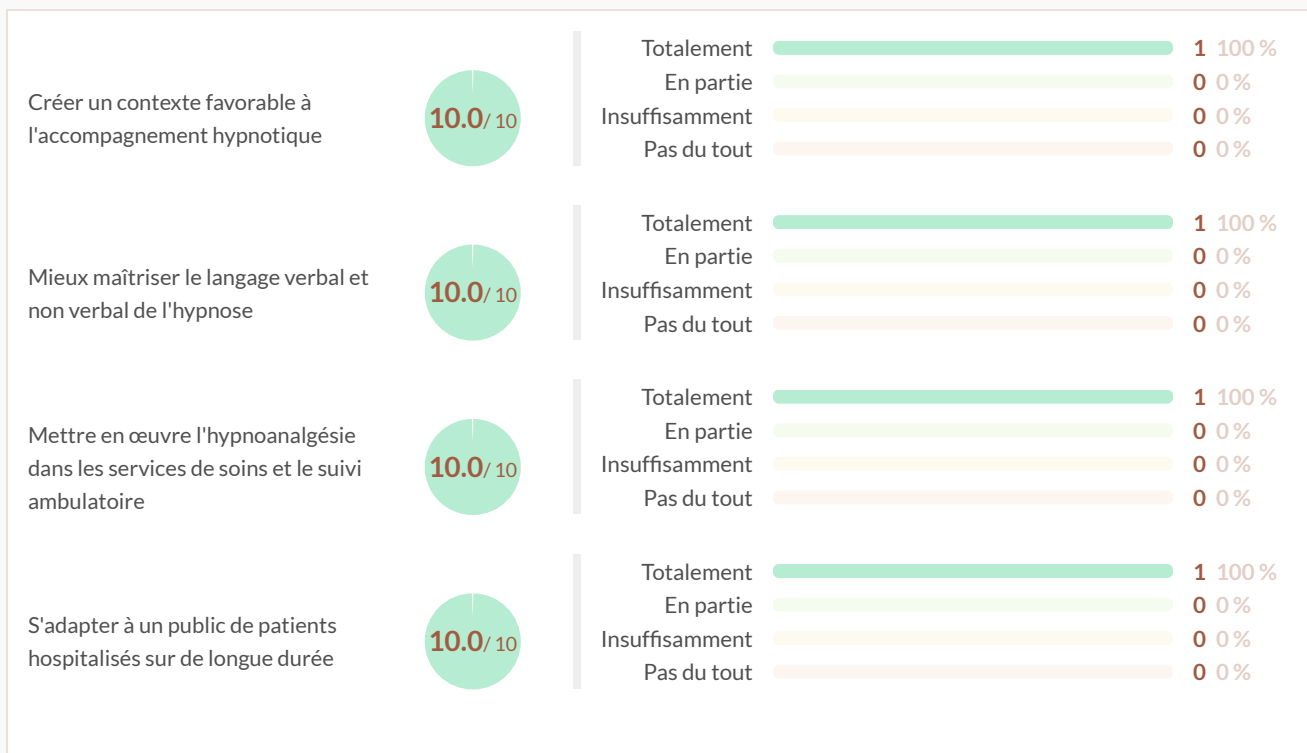 Créer un contexte favorable à
l'accompagnement hypnotique
10.0/ 10
Totalement 1 100 %
En partie 0 0 %
Insuffisamment 0 0 %
Pas du tout 0 0 %
Mieux maîtriser le langage verbal et
non verbal de l'hypnose
10.0/ 10
Totalement 1 100 %
En partie 0 0 %
Insuffisamment 0 0 %
Pas du tout 0 0 %
Mettre en œuvre l'hypnoanalgésie
dans les services de soins et le suivi
ambulatoire
10.0/ 10
Totalement 1 100 %
En partie 0 0 %
Insuffisamment 0 0 %
Pas du tout 0 0 %
S'adapter à un public de patients
hospitalisés sur de longue durée
10.0/ 10
Totalement 1 100 %
En partie 0 0 %
Insuffisamment 0 0 %
Pas du tout 0 0 %